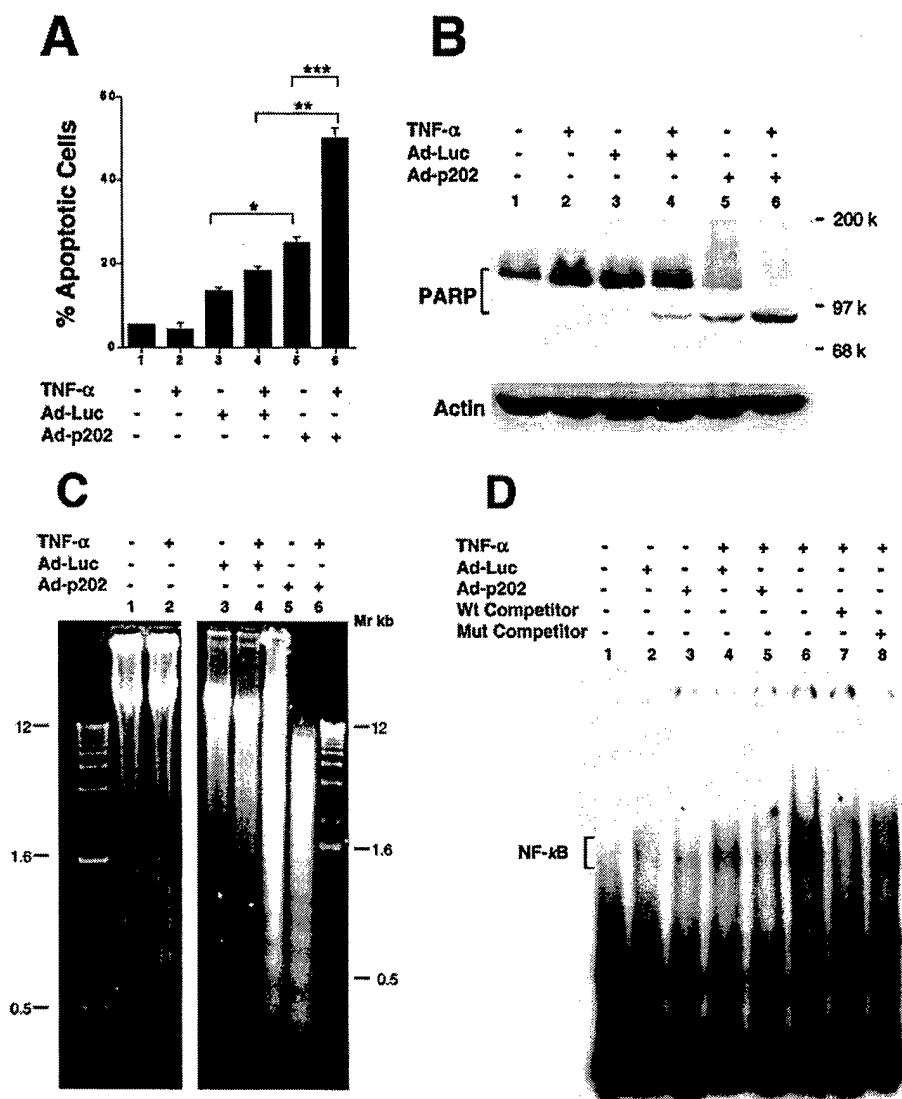 A
***
**
*
60
40
20
0
% Apoptotic Cells
1 2 3 4 5 6
TNF-α - + - + - +
Ad-Luc - - + + - -
Ad-p202 - - - - + +
B
TNF-α - + - + - +
Ad-Luc - - + + - -
Ad-p202 - - - - + +
1 2 3 4 5 6
- 200 k
PARP
- 97 k
- 68 k
Actin
C
TNF-α - + - + - +
Ad-Luc - - + + - -
Ad-p202 - - - - + +
1 2 3 4 5 6
Mr kb
12 12
1.6 1.6
0.5 0.5
D
TNF-α - - - + + + + +
Ad-Luc - + - + - - - -
Ad-p202 - - + - + - - -
Wt Competitor - - - - - - + -
Mut Competitor - - - - - - - +
1 2 3 4 5 6 7 8
NF-κB